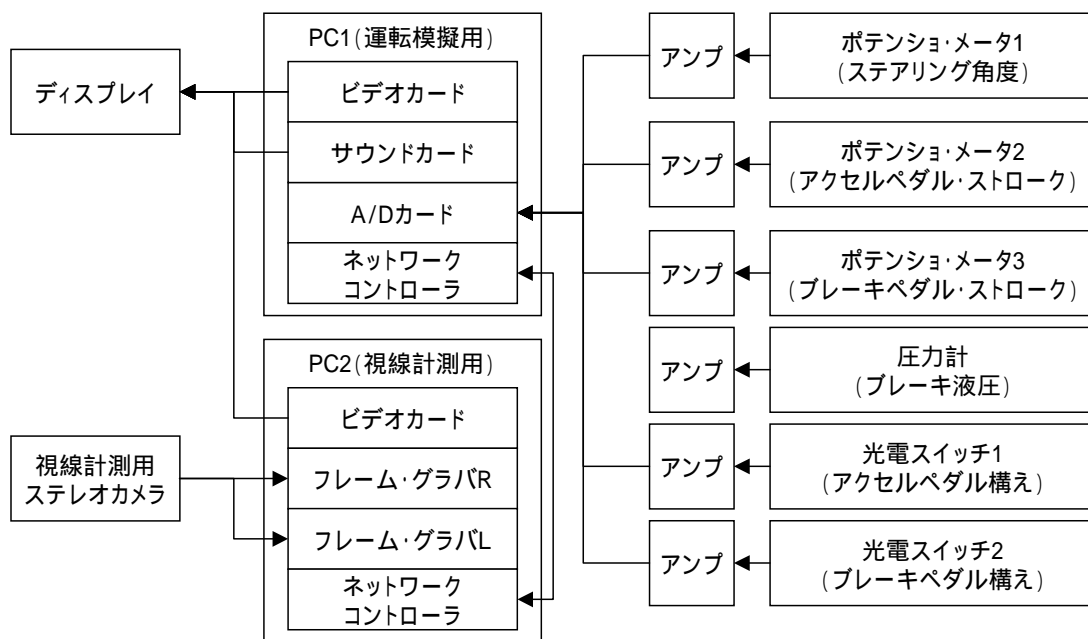 ディスプレイ
視線計測用
ステレオカメラ
PC1(運転模擬用)
ビデオカード
サウンドカード
A/Dカード
ネットワーク
コントローラ
PC2(視線計測用)
ビデオカード
フレーム・グラバR
フレーム・グラバL
ネットワーク
コントローラ
アンプ
ポテンショ・メータ1
(ステアリング角度)
アンプ
ポテンショ・メータ2
(アクセルペダル・ストローク)
アンプ
ポテンショ・メータ3
(ブレーキペダル・ストローク)
アンプ
圧力計
(ブレーキ液圧)
アンプ
光電スイッチ1
(アクセルペダル構え)
アンプ
光電スイッチ2
(ブレーキペダル構え)